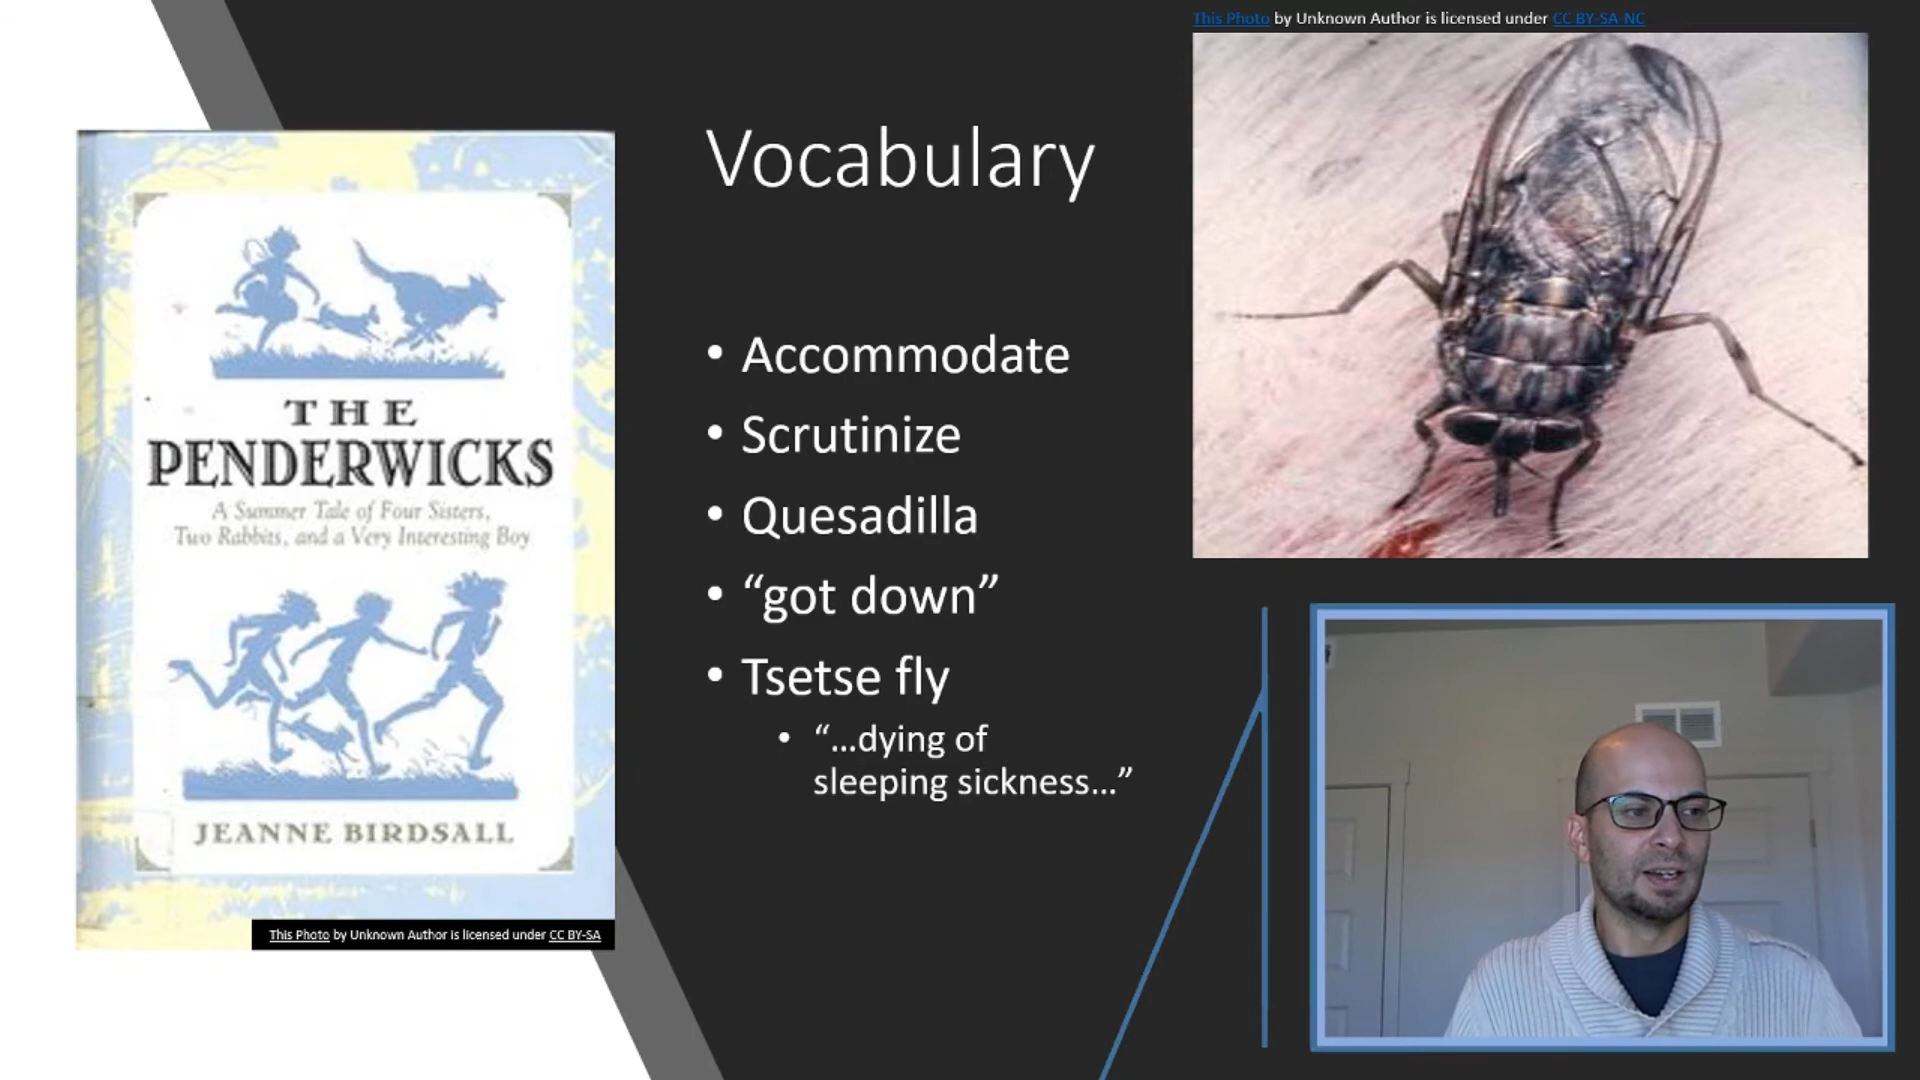 This Photo by Unknown Author is licensed under CC BY-SA-NC
Vocabulary
THE
PENDERWICKS
A Summer Tale of Four Sisters,
Two Rabbits, and a Very Interesting Boy
JEANNE BIRDSALL
This Photo by Unknown Author is licensed under CC BY-SA
• Accommodate
• Scrutinize
• Quesadilla
• “got down”
• Tsetse fly
• “...dying of
sleeping sickness...”